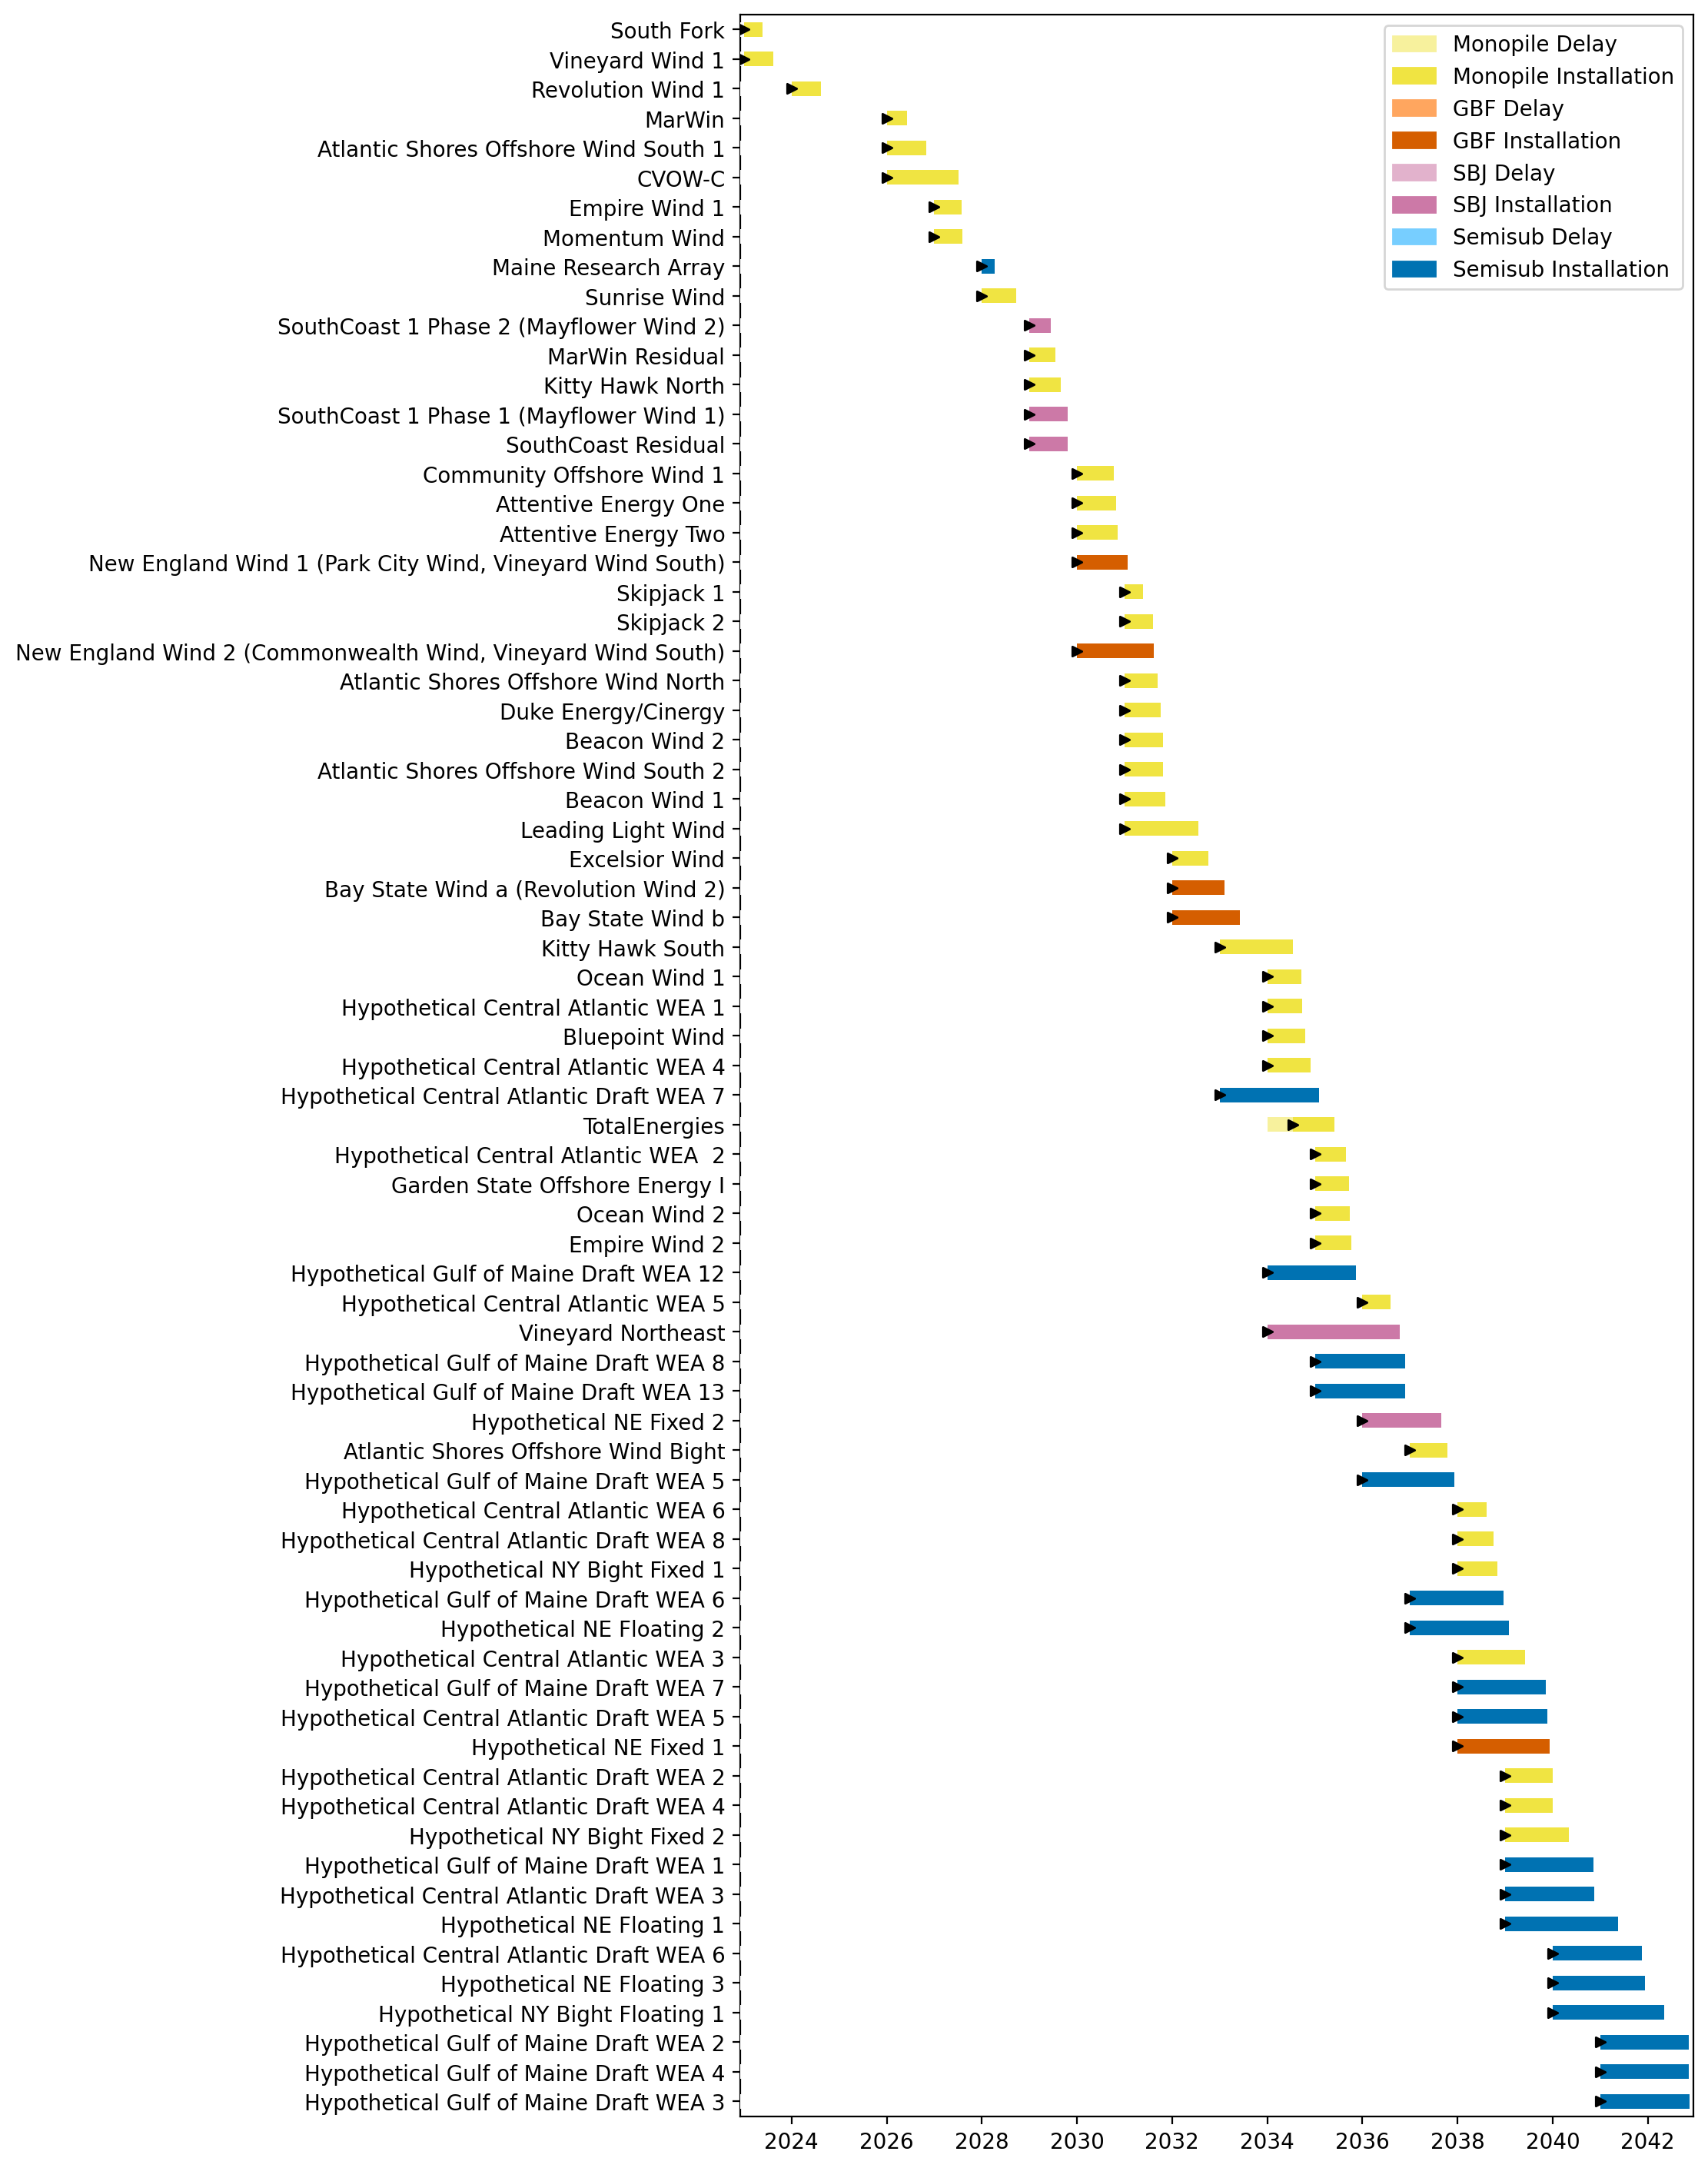 South Fork
Vineyard Wind 1
Revolution Wind 1
MarWin
Atlantic Shores Offshore Wind South 1
CVOW-C
Empire Wind 1
Momentum Wind
Maine Research Array
Sunrise Wind
SouthCoast 1 Phase 2 (Mayflower Wind 2)
MarWin Residual
Kitty Hawk North
SouthCoast 1 Phase 1 (Mayflower Wind 1)
SouthCoast Residual
Community Offshore Wind 1
Attentive Energy One
Attentive Energy Two
New England Wind 1 (Park City Wind, Vineyard Wind South)
Skipjack 1
Skipjack 2
New England Wind 2 (Commonwealth Wind, Vineyard Wind South)
Atlantic Shores Offshore Wind North
Duke Energy/Cinergy
Beacon Wind 2
Atlantic Shores Offshore Wind South 2
Beacon Wind 1
Leading Light Wind
Excelsior Wind
Bay State Wind a (Revolution Wind 2)
Bay State Wind b
Kitty Hawk South
Ocean Wind 1
Hypothetical Central Atlantic WEA 1
Bluepoint Wind
Hypothetical Central Atlantic WEA 4
Hypothetical Central Atlantic Draft WEA 7
TotalEnergies
Hypothetical Central Atlantic WEA  2
Garden State Offshore Energy I
Ocean Wind 2
Empire Wind 2
Hypothetical Gulf of Maine Draft WEA 12
Hypothetical Central Atlantic WEA 5
Vineyard Northeast
Hypothetical Gulf of Maine Draft WEA 8
Hypothetical Gulf of Maine Draft WEA 13
Hypothetical NE Fixed 2
Atlantic Shores Offshore Wind Bight
Hypothetical Gulf of Maine Draft WEA 5
Hypothetical Central Atlantic WEA 6
Hypothetical Central Atlantic Draft WEA 8
Hypothetical NY Bight Fixed 1
Hypothetical Gulf of Maine Draft WEA 6
Hypothetical NE Floating 2
Hypothetical Central Atlantic WEA 3
Hypothetical Gulf of Maine Draft WEA 7
Hypothetical Central Atlantic Draft WEA 5
Hypothetical NE Fixed 1
Hypothetical Central Atlantic Draft WEA 2
Hypothetical Central Atlantic Draft WEA 4
Hypothetical NY Bight Fixed 2
Hypothetical Gulf of Maine Draft WEA 1
Hypothetical Central Atlantic Draft WEA 3
Hypothetical NE Floating 1
Hypothetical Central Atlantic Draft WEA 6
Hypothetical NE Floating 3
Hypothetical NY Bight Floating 1
Hypothetical Gulf of Maine Draft WEA 2
Hypothetical Gulf of Maine Draft WEA 4
Hypothetical Gulf of Maine Draft WEA 3
Monopile Delay
Monopile Installation
GBF Delay
GBF Installation
SBJ Delay
SBJ Installation
Semisub Delay
Semisub Installation
2024 2026 2028 2030 2032 2034 2036 2038 2040 2042